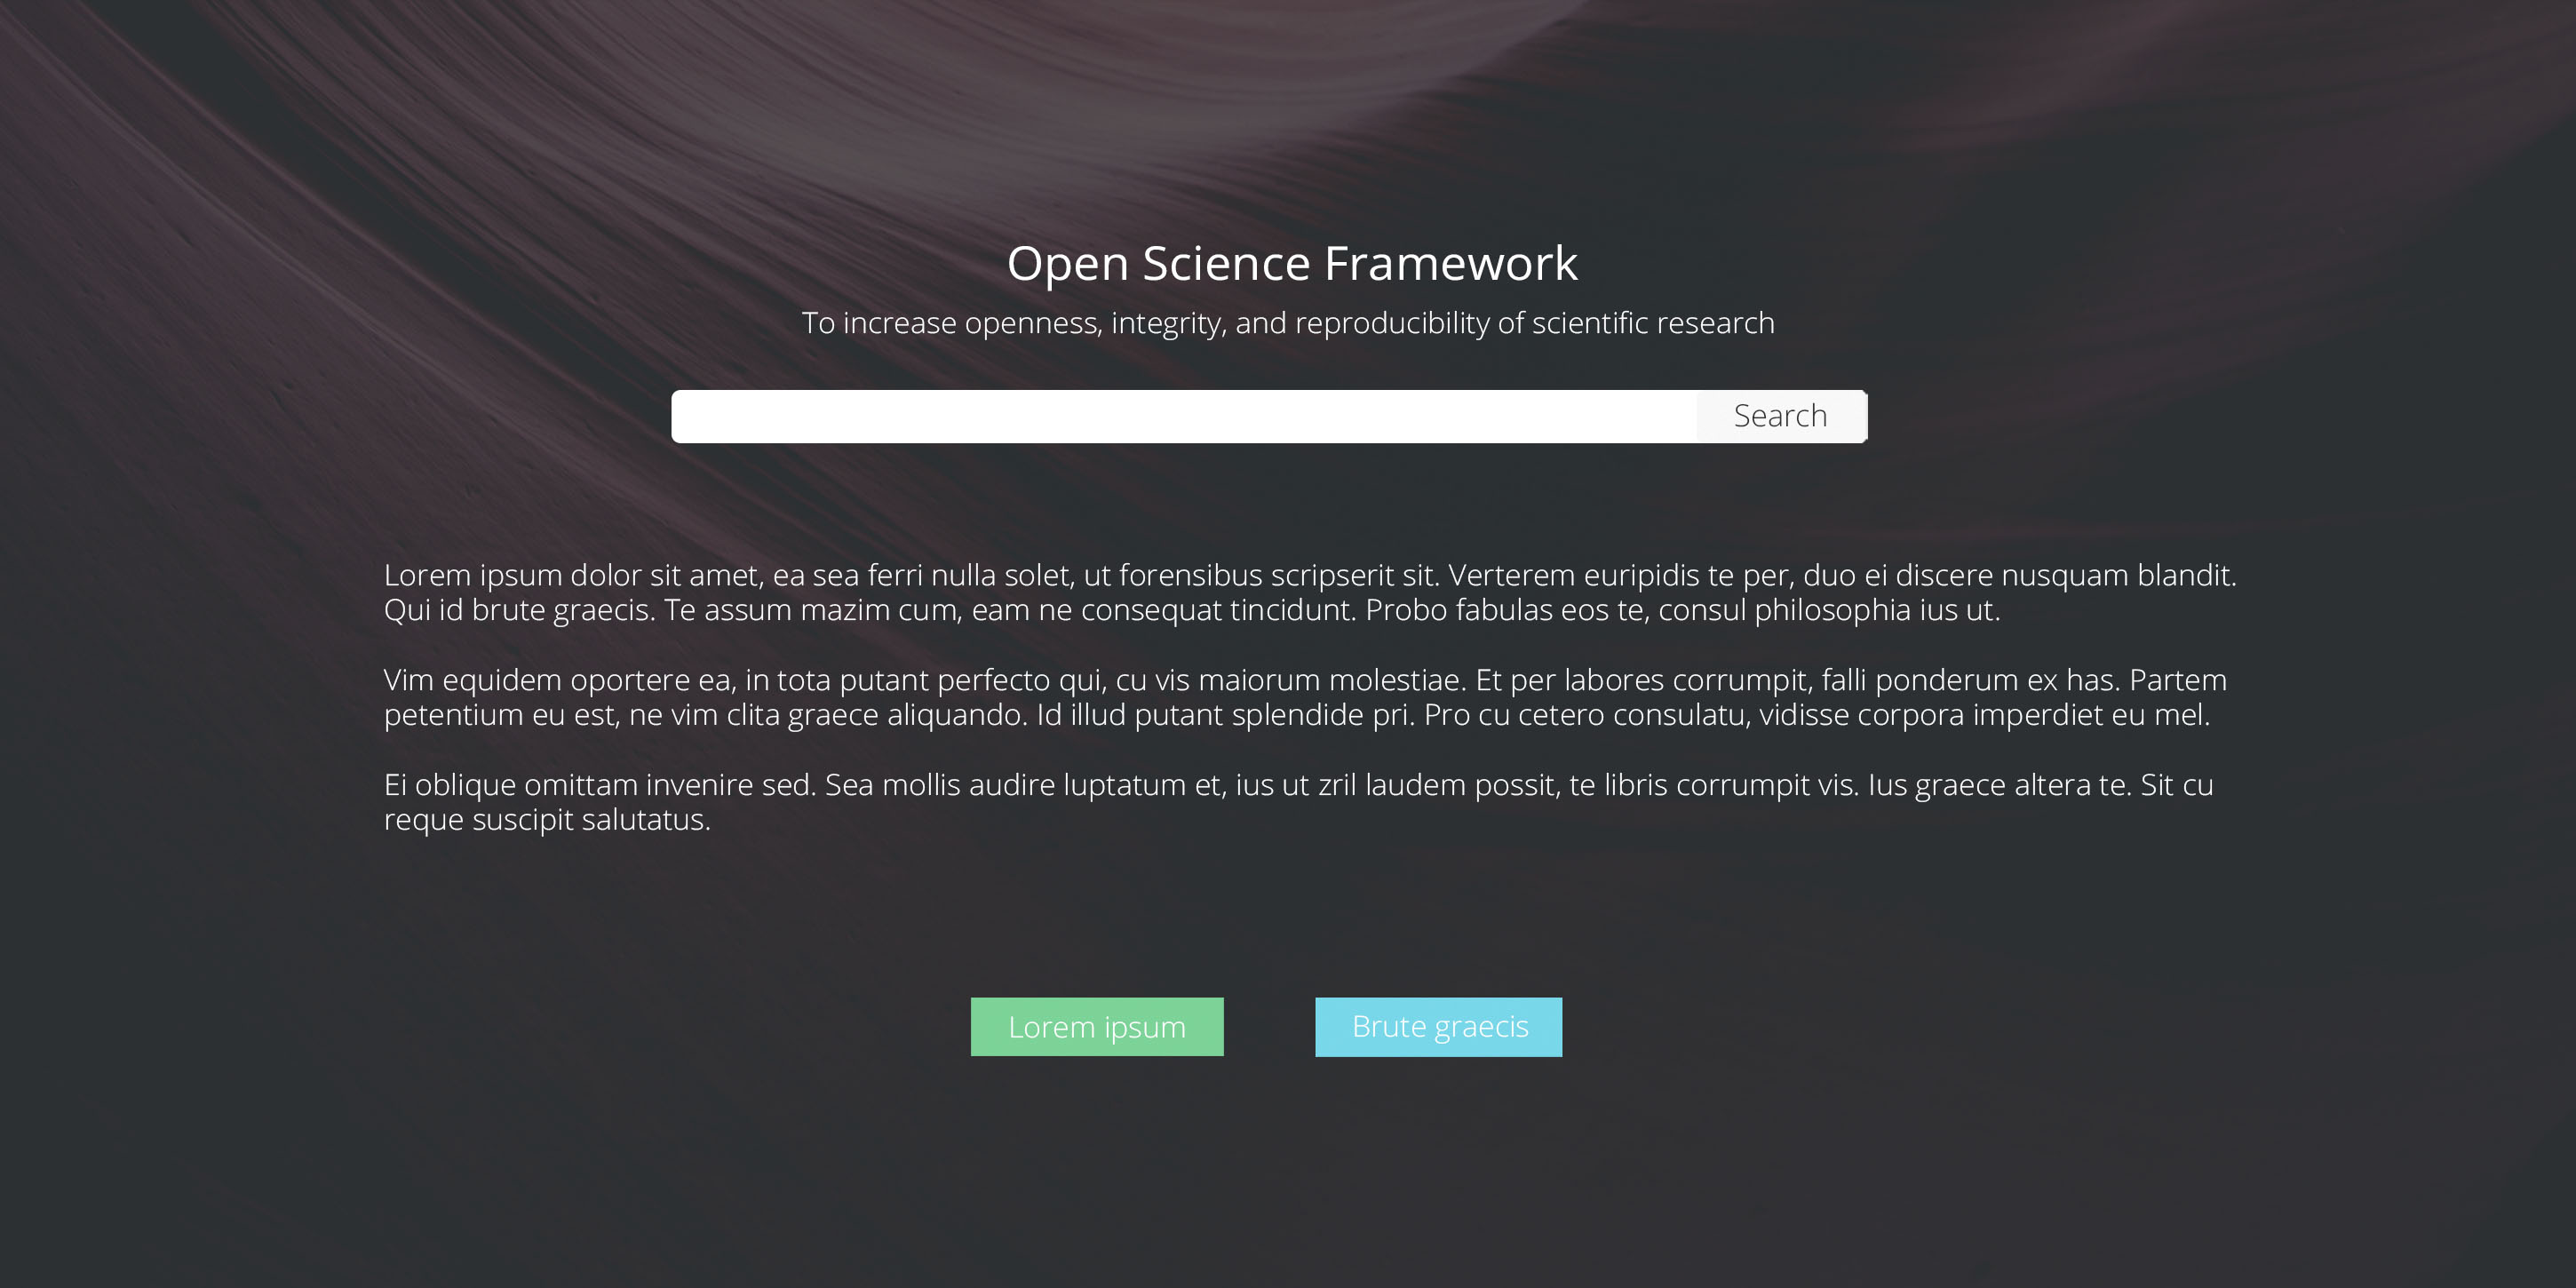 Open Science Framework
To increase openness, integrity, and reproducibility of scientific research
Search
Lorem ipsum dolor sit amet, ea sea ferri nulla solet, ut forensibus scripserit sit. Verterem euripidis te per, duo ei discere nusquam blandit.
Qui id brute graecis. Te assum mazim cum, eam ne consequat tincidunt. Probo fabulas eos te, consul philosophia ius ut.
Vim equidem oportere ea, in tota putant perfecto qui, cu vis maiorum molestiae. Et per labores corrumpit, falli ponderum ex has. Partem
petentium eu est, ne vim clita graece aliquando. Id illud putant splendide pri. Pro cu cetero consulatu, vidisse corpora imperdiet eu mel.
Ei oblique omittam invenire sed. Sea mollis audire luptatum et, ius ut zril laudem possit, te libris corrumpit vis. Ius graece altera te. Sit cu
reque suscipit salutatus.
Lorem ipsum
Brute graecis